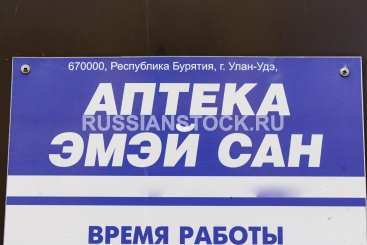 670000, Республика Бурятия, г. Улан-Удэ,
АПТЕКА
RUSSIANSTOCK.RU
ЭМЭЙ САН
ВРЕМЯ РАБОТЫ